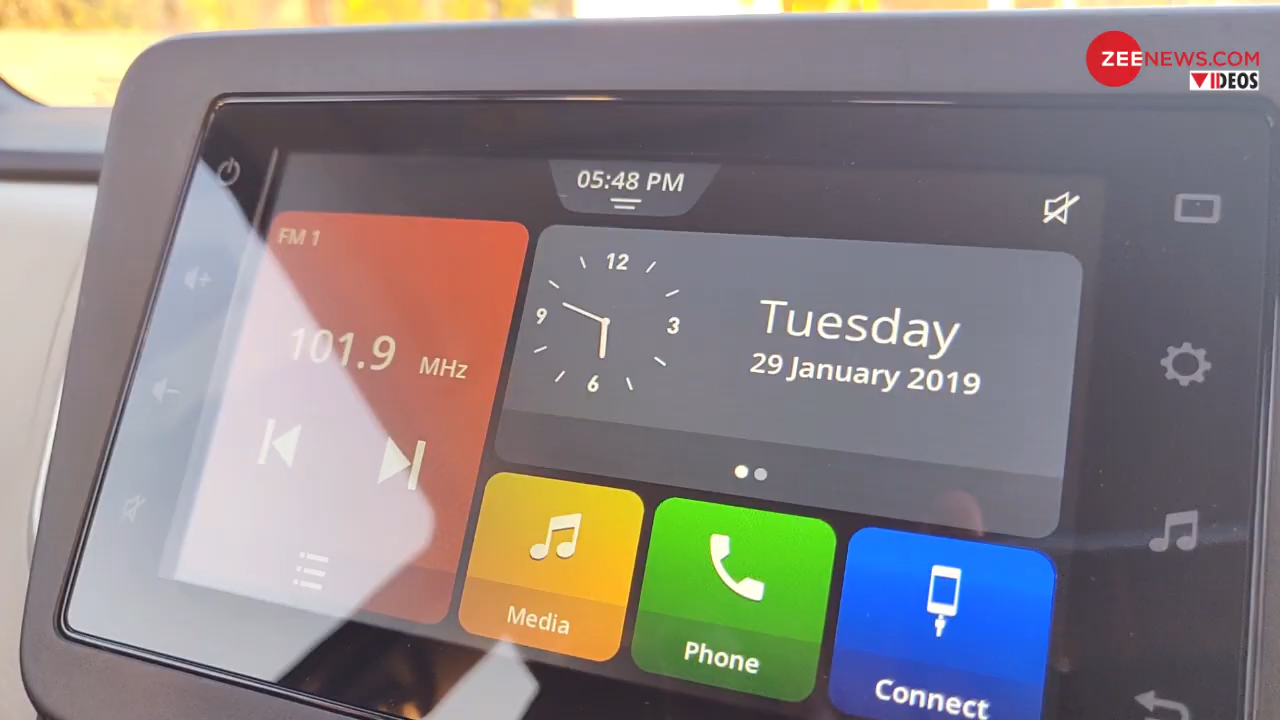 ZEENEWS.COM
VIDEOS
05:48 PM
FM 1
101.9 MHz
12
9
3
6
Tuesday
29 January 2019
Media
Phone
Connect